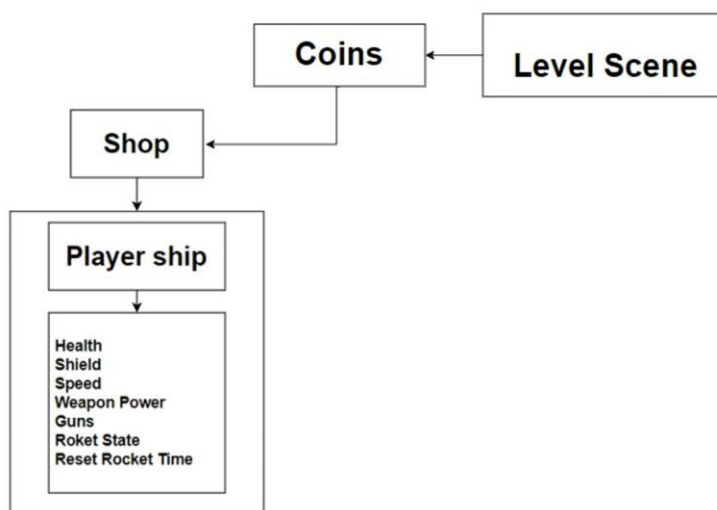 Coins
Level Scene
Shop
Player ship
Health
Shield
Speed
Weapon Power
Guns
Roket State
Reset Rocket Time